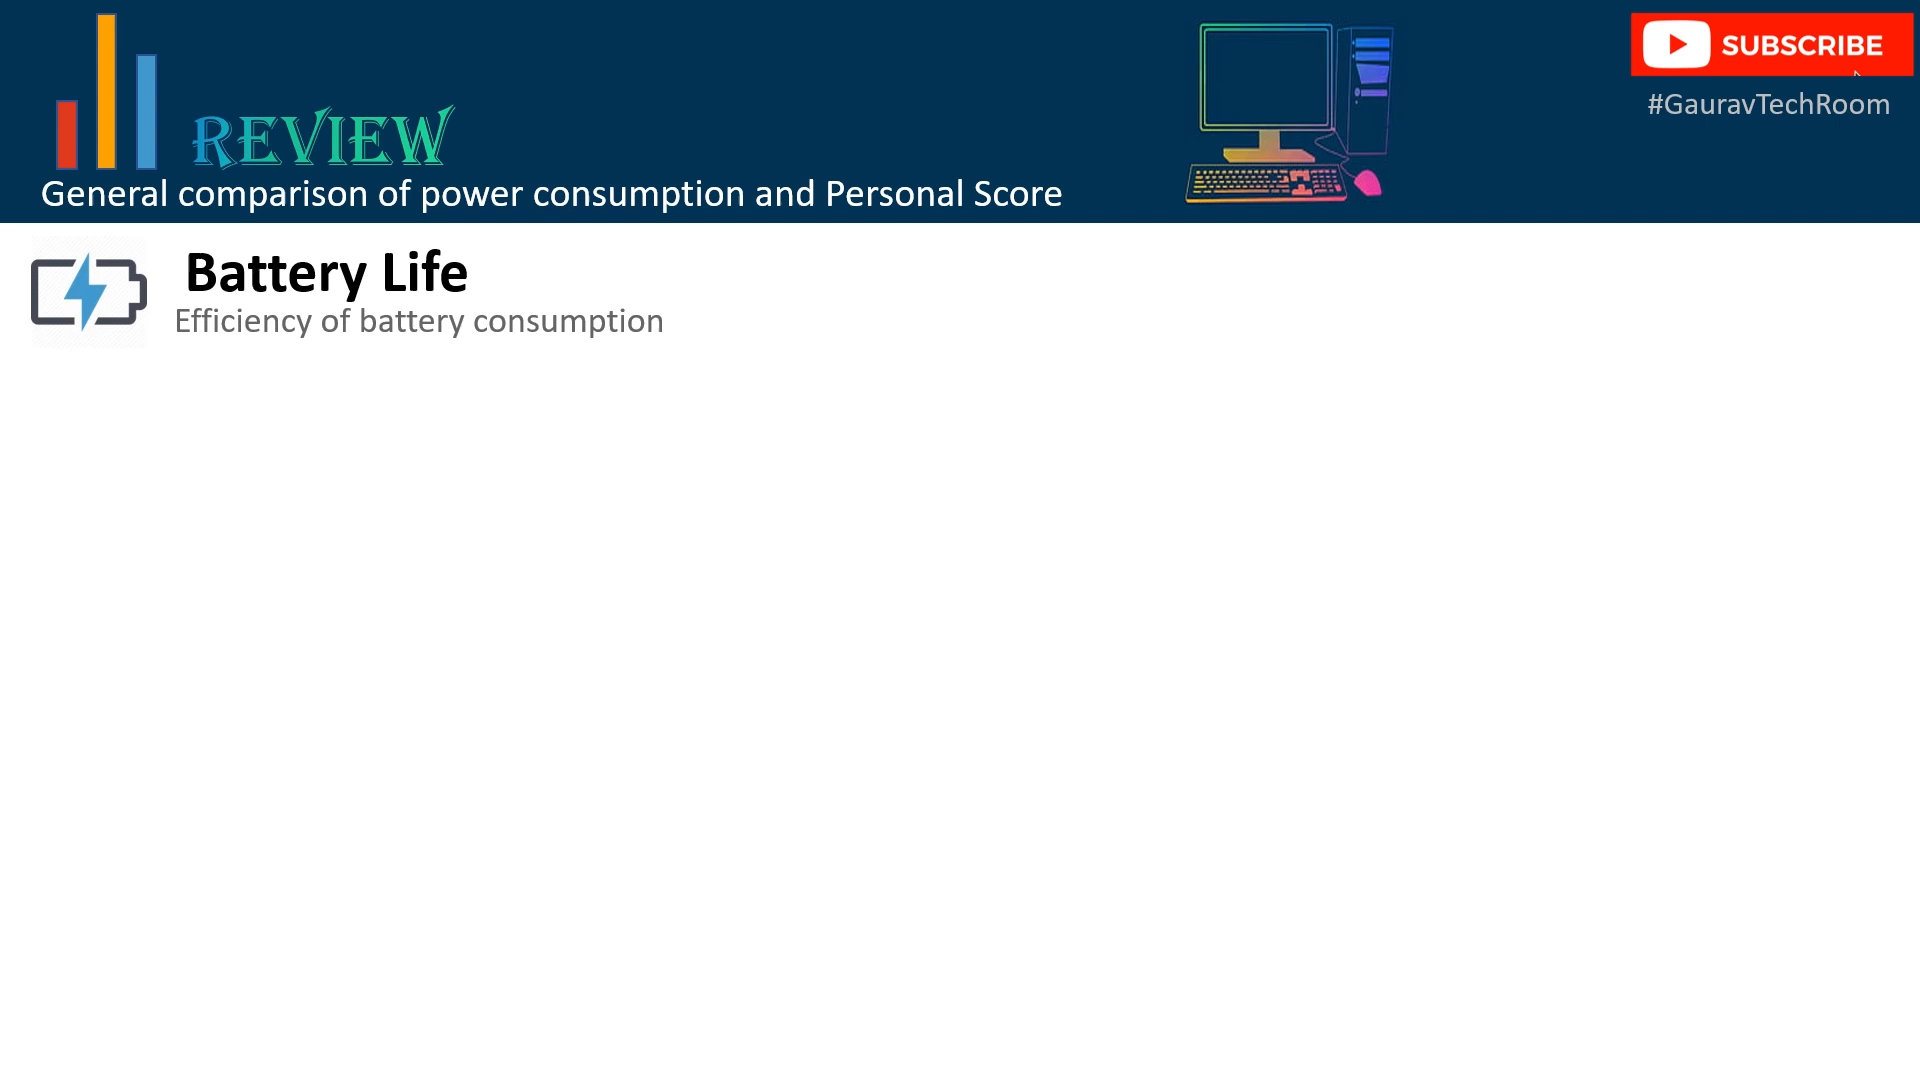 SUBSCRIBE
#GauravTechRoom
REVIEW
General comparison of power consumption and Personal Score
Battery Life
Efficiency of battery consumption